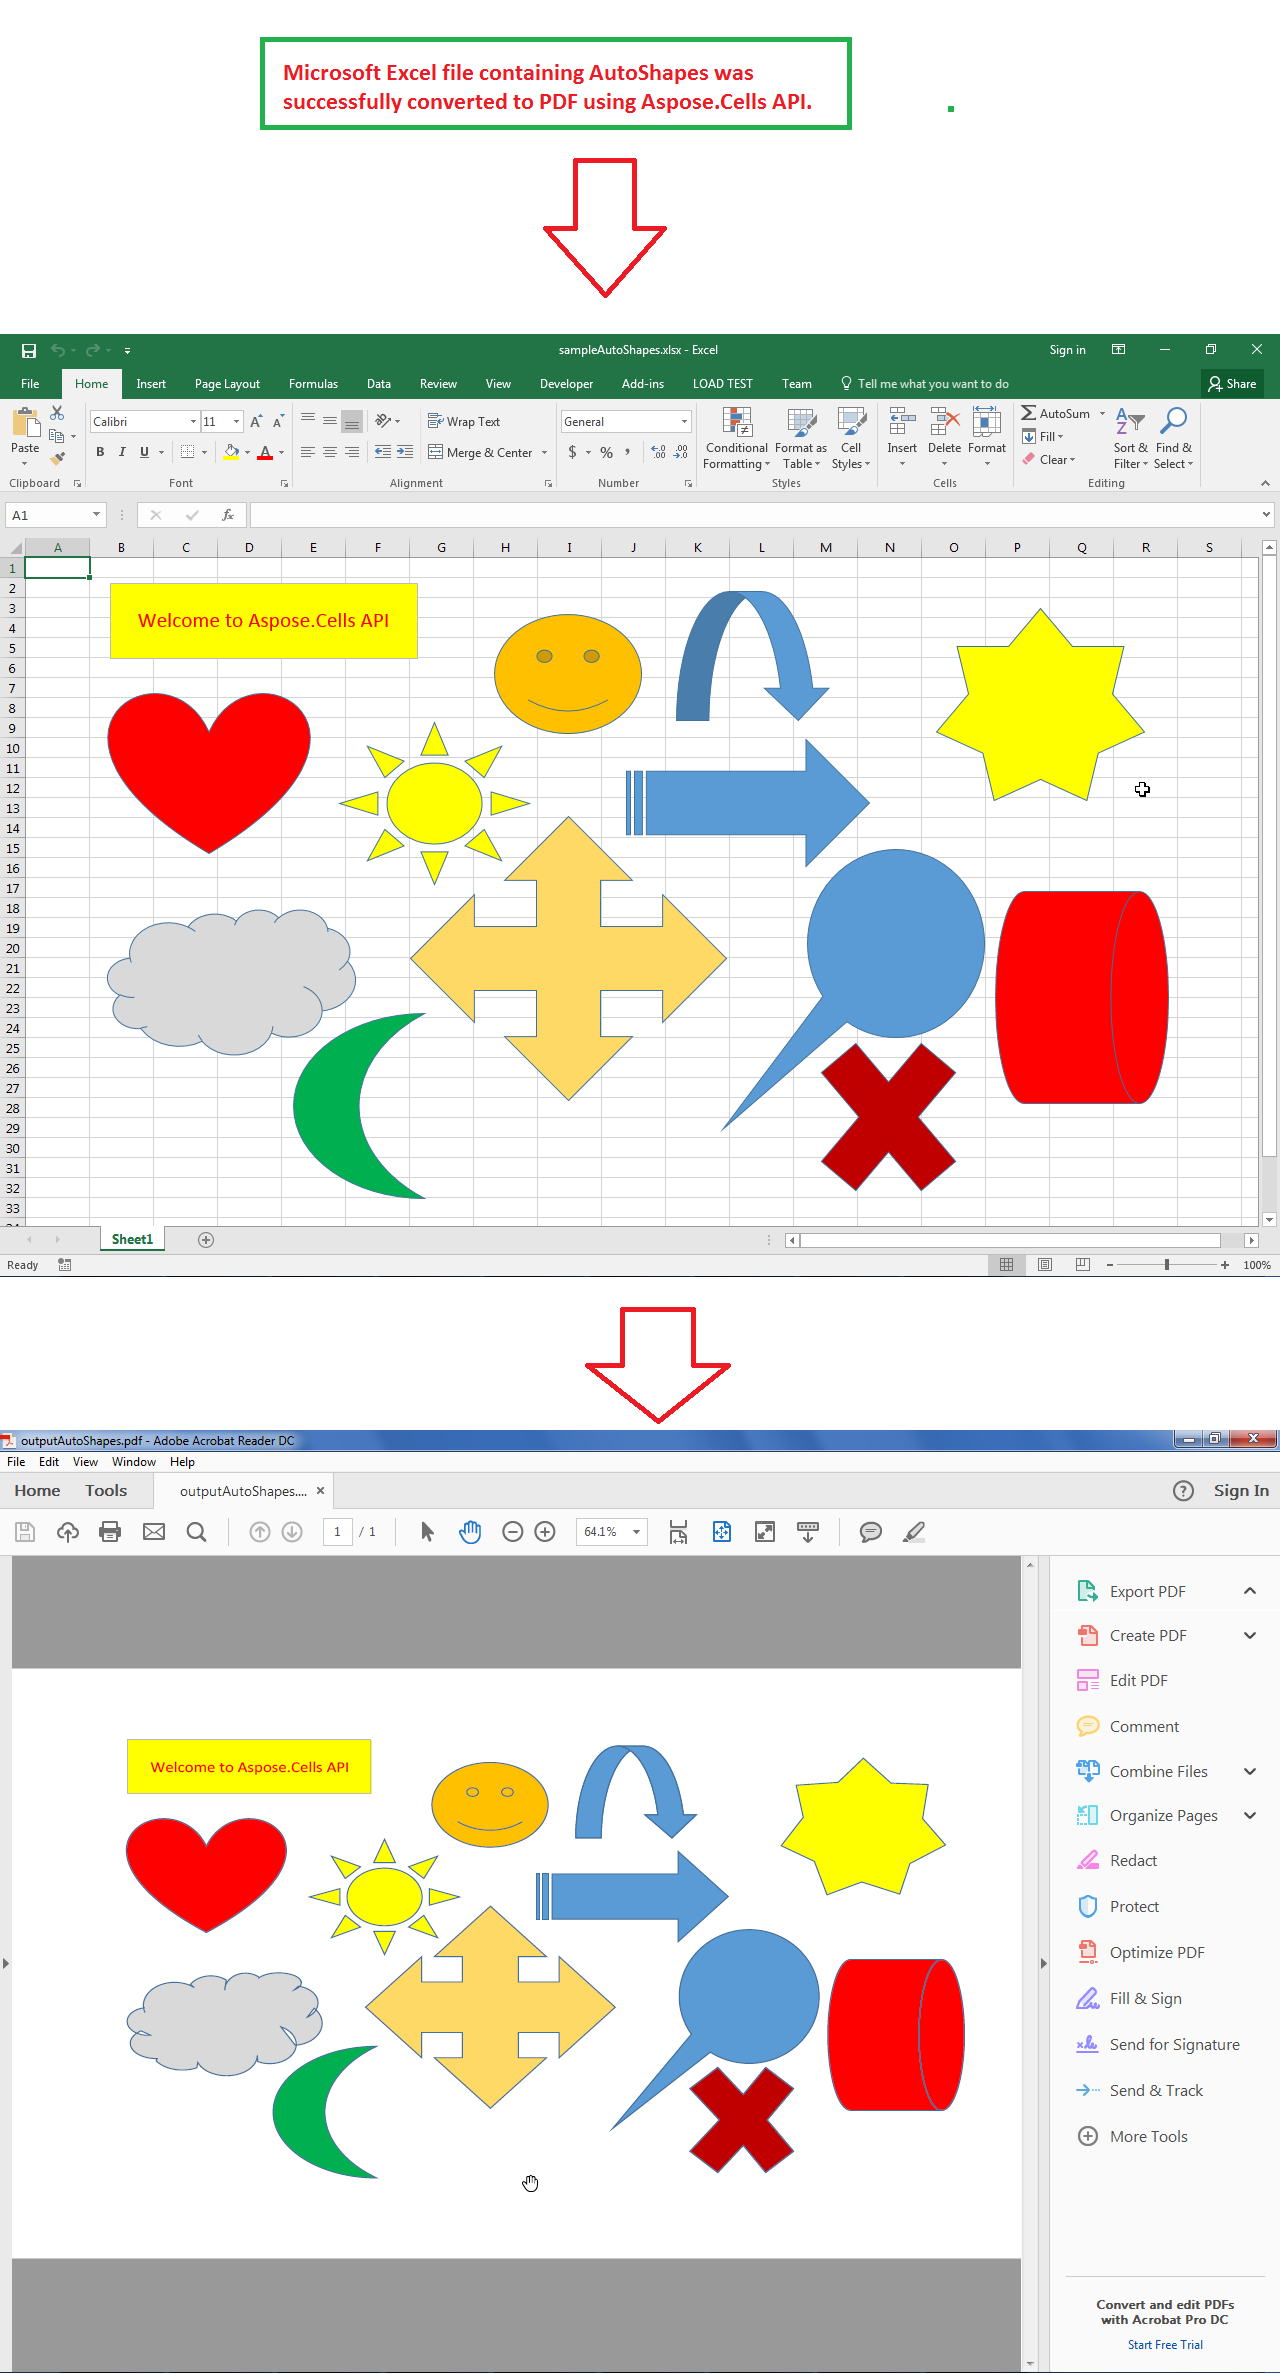 Microsoft Excel file containing AutoShapes was
successfully converted to PDF using Aspose.Cells API.
sampleAutoShapes.xlsx - Excel
Sign in
File Home Insert Page Layout Formulas Data Review View Developer Add-ins LOAD TEST Team Tell me what you want to do Share
Calibri 11 Wrap Text General AutoSum
Paste Conditional Format as Cell Insert Delete Format Fill Sort & Find &
B I U A Merge & Center $ % , Formatting Table Styles Clear Filter Select
Clipboard Font Alignment Number Styles Cells Editing
A1 fx
A B C D E F G H I J K L M N O P Q R S
1
2
3
Welcome to Aspose.Cells API
4
5
6
7
8
9
10
11
12
13
14
15
16
17
18
19
20
21
22
23
24
25
26
27
28
29
30
31
32
33
Sheet1
Ready 100%
outputAutoShapes.pdf - Adobe Acrobat Reader DC
File Edit View Window Help
Home Tools outputAutoShapes.... Sign In
1 / 1 64.1%
Export PDF
Create PDF
Edit PDF
Comment
Welcome to Aspose.Cells API
Combine Files
Organize Pages
Redact
Protect
Optimize PDF
Fill & Sign
Send for Signature
Send & Track
More Tools
Convert and edit PDFs
with Acrobat Pro DC
Start Free Trial